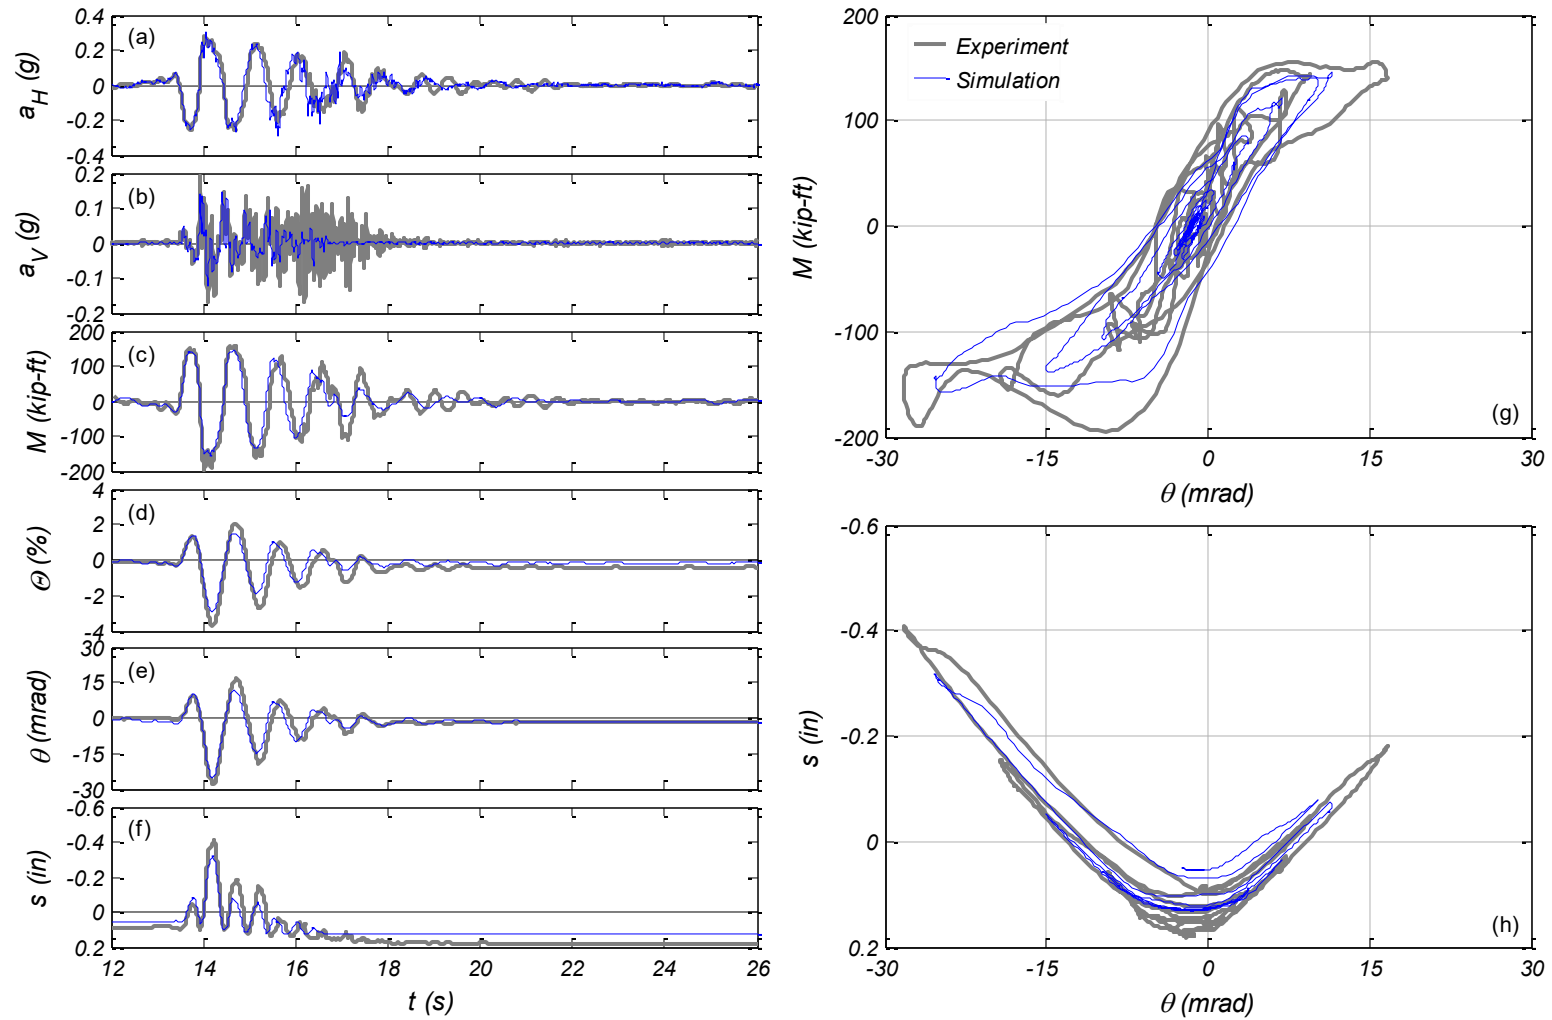 0.4
0.2
0
-0.2
-0.4
a_H (g)
(a)
0.2
0.1
0
-0.1
-0.2
a_V (g)
(b)
200
100
0
-100
-200
M (kip-ft)
(c)
4
2
0
-2
-4
Θ (%)
(d)
30
15
0
-15
-30
θ (mrad)
(e)
-0.6
-0.4
-0.2
0
0.2
s (in)
(f)
12 14 16 18 20 22 24 26
t (s)
200
100
0
-100
-200
M (kip-ft)
Experiment
Simulation
(g)
-30 -15 0 15 30
θ (mrad)
-0.6
-0.4
-0.2
0
0.2
s (in)
(h)
-30 -15 0 15 30
θ (mrad)